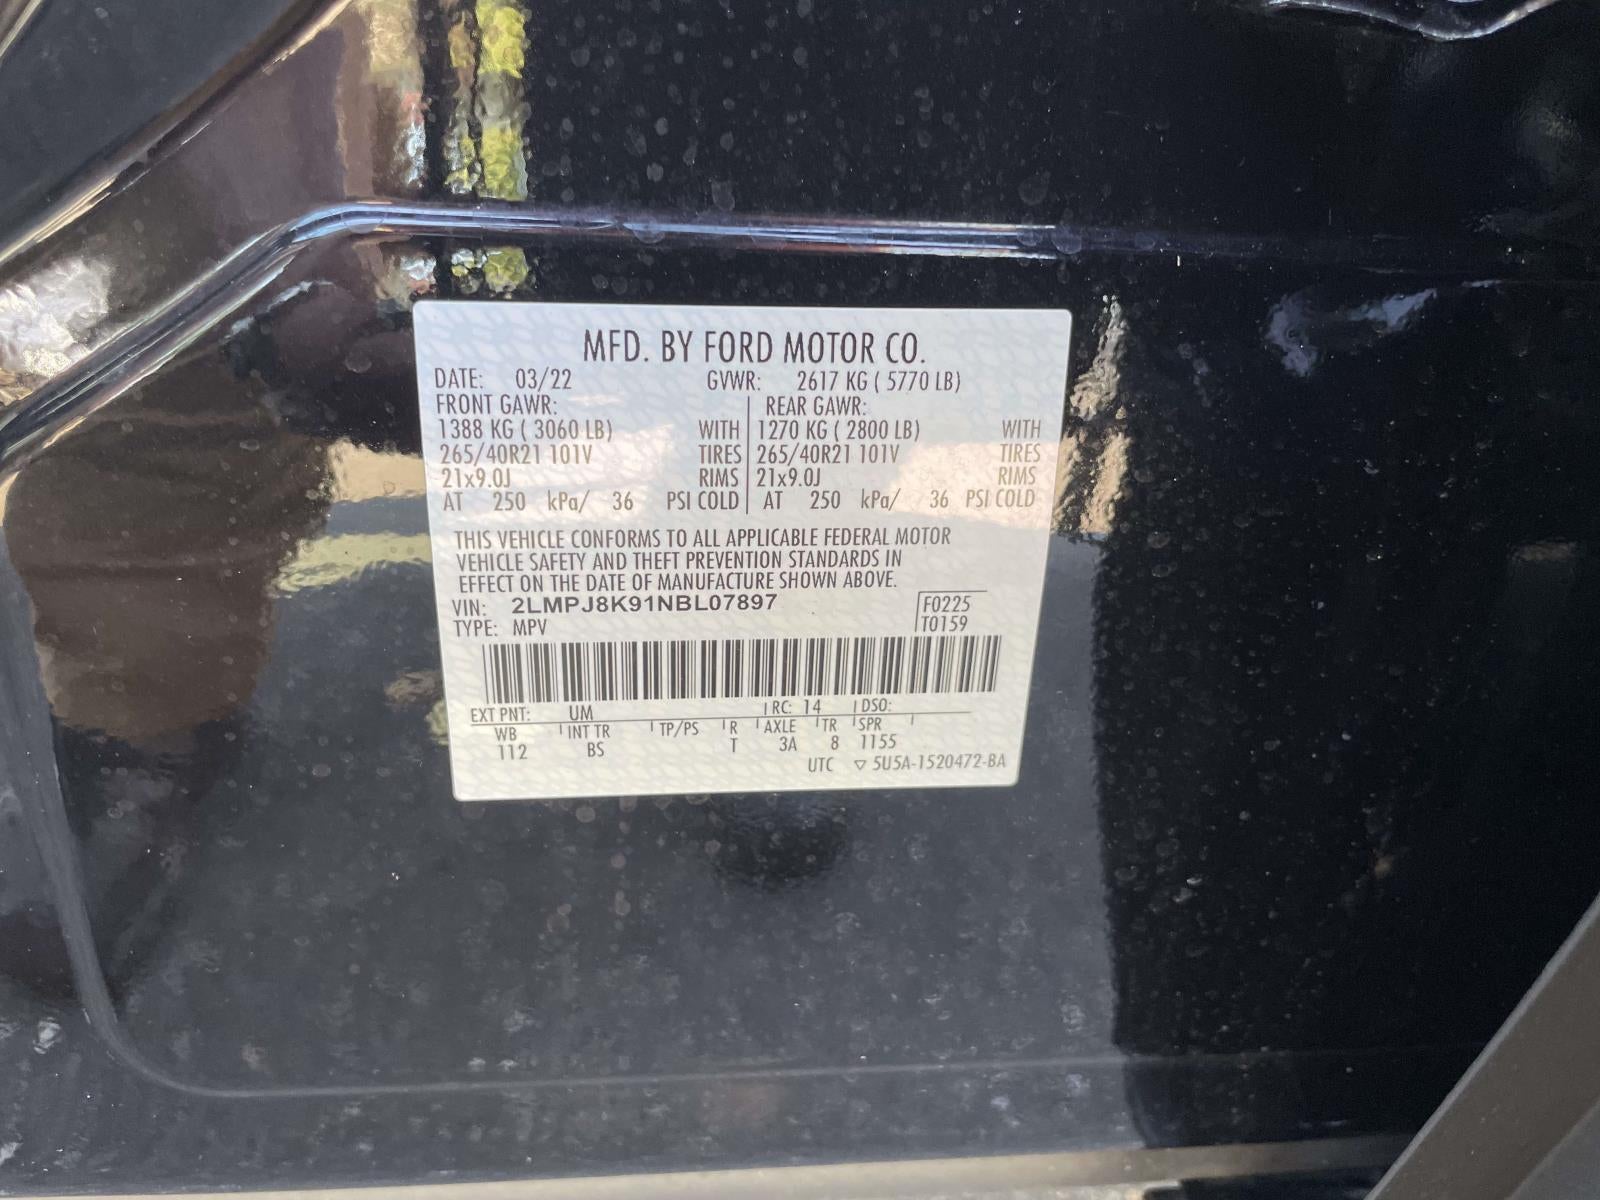 MFD. BY FORD MOTOR CO.
DATE: 03/22 GVWR: 2617 KG ( 5770 LB)
FRONT GAWR: REAR GAWR:
1388 KG ( 3060 LB) WITH 1270 KG ( 2800 LB) WITH
265/40R21 101V TIRES 265/40R21 101V TIRES
21x9.0J RIMS 21x9.0J RIMS
AT 250 kPa/ 36 PSI COLD AT 250 kPa/ 36 PSI COLD
THIS VEHICLE CONFORMS TO ALL APPLICABLE FEDERAL MOTOR
VEHICLE SAFETY AND THEFT PREVENTION STANDARDS IN
EFFECT ON THE DATE OF MANUFACTURE SHOWN ABOVE.
VIN: 2LMPJ8K91NBL07897 F0225
TYPE: MPV T0159
EXT PNT: UM RC: 14 DSO:
WB INT TR TP/PS R AXLE TR SPR
112 BS T 3A 8 1155
UTC ▽ 5U5A-1520472-BA